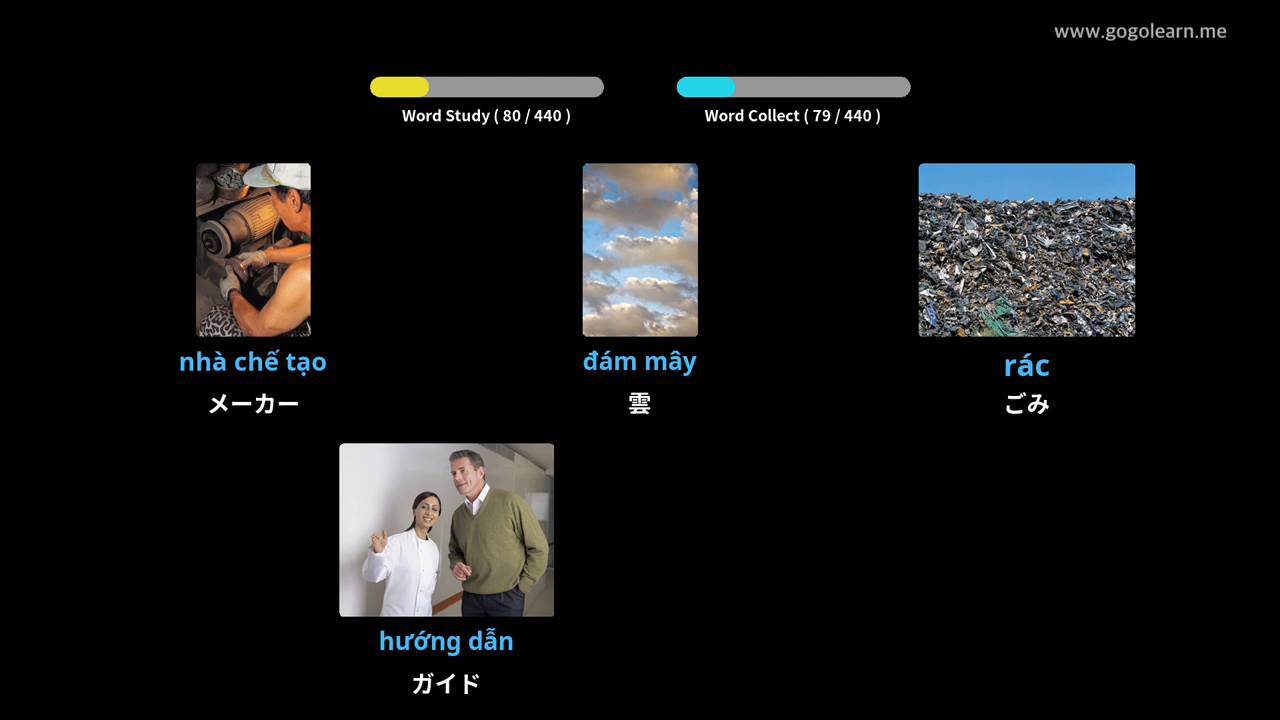 www.gogolearn.me
Word Study ( 80 / 440 )
Word Collect ( 79 / 440 )
nhà chế tạo
メーカー
đám mây
雲
rác
ごみ
hướng dẫn
ガイド